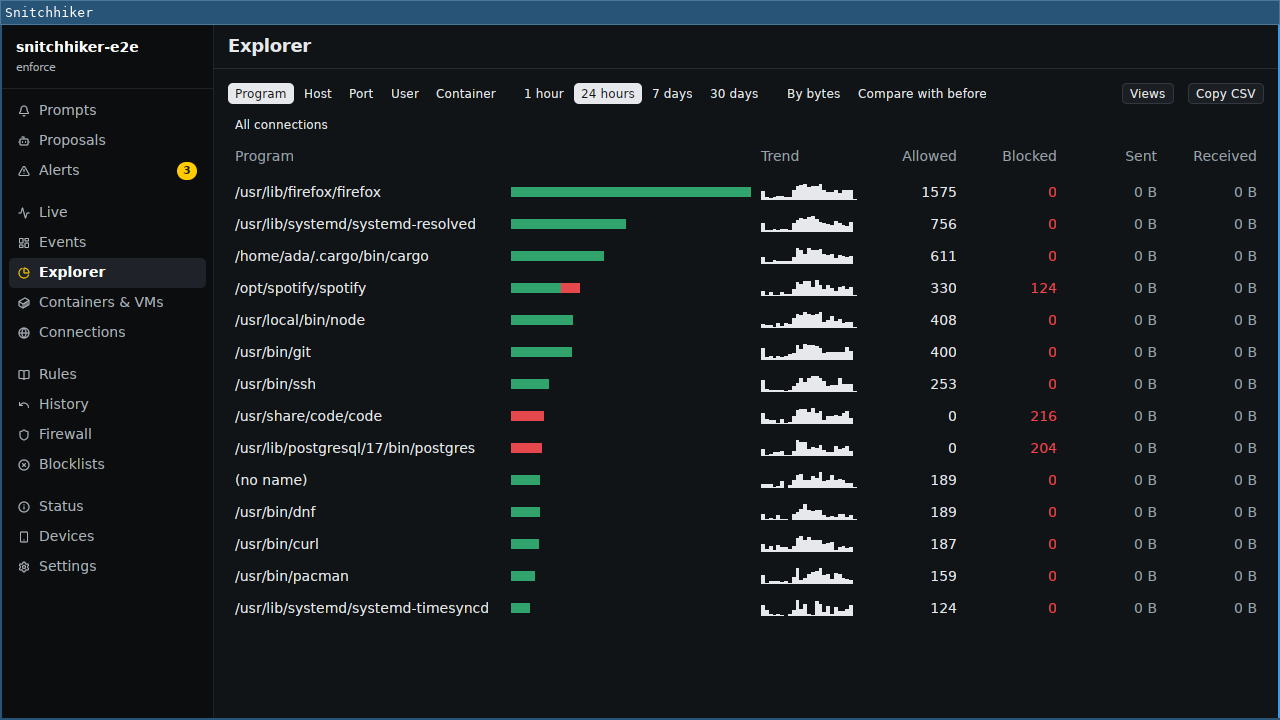 Snitchhiker
snitchhiker-e2e
enforce
Prompts
Proposals
Alerts 3
Live
Events
Explorer
Containers & VMs
Connections
Rules
History
Firewall
Blocklists
Status
Devices
Settings
Explorer
Program Host Port User Container 1 hour 24 hours 7 days 30 days By bytes Compare with before Views Copy CSV
All connections
Program Trend Allowed Blocked Sent Received
/usr/lib/firefox/firefox 1575 0 0 B 0 B
/usr/lib/systemd/systemd-resolved 756 0 0 B 0 B
/home/ada/.cargo/bin/cargo 611 0 0 B 0 B
/opt/spotify/spotify 330 124 0 B 0 B
/usr/local/bin/node 408 0 0 B 0 B
/usr/bin/git 400 0 0 B 0 B
/usr/bin/ssh 253 0 0 B 0 B
/usr/share/code/code 0 216 0 B 0 B
/usr/lib/postgresql/17/bin/postgres 0 204 0 B 0 B
(no name) 189 0 0 B 0 B
/usr/bin/dnf 189 0 0 B 0 B
/usr/bin/curl 187 0 0 B 0 B
/usr/bin/pacman 159 0 0 B 0 B
/usr/lib/systemd/systemd-timesyncd 124 0 0 B 0 B